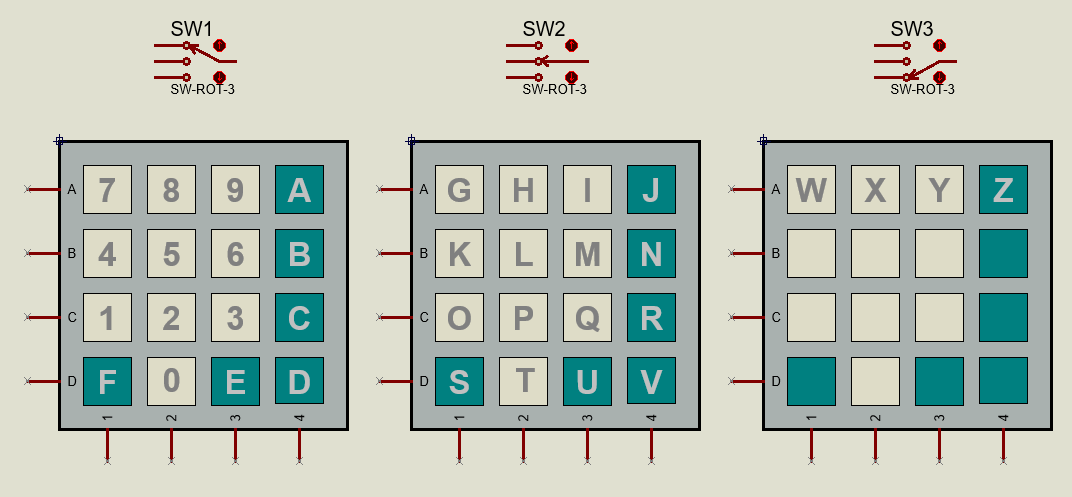 SW1 SW2 SW3
SW-ROT-3 SW-ROT-3 SW-ROT-3
A 7 8 9 A
B 4 5 6 B
C 1 2 3 C
D F 0 E D
1 2 3 4
A G H I J
B K L M N
C O P Q R
D S T U V
1 2 3 4
A W X Y Z
B
C
D
1 2 3 4